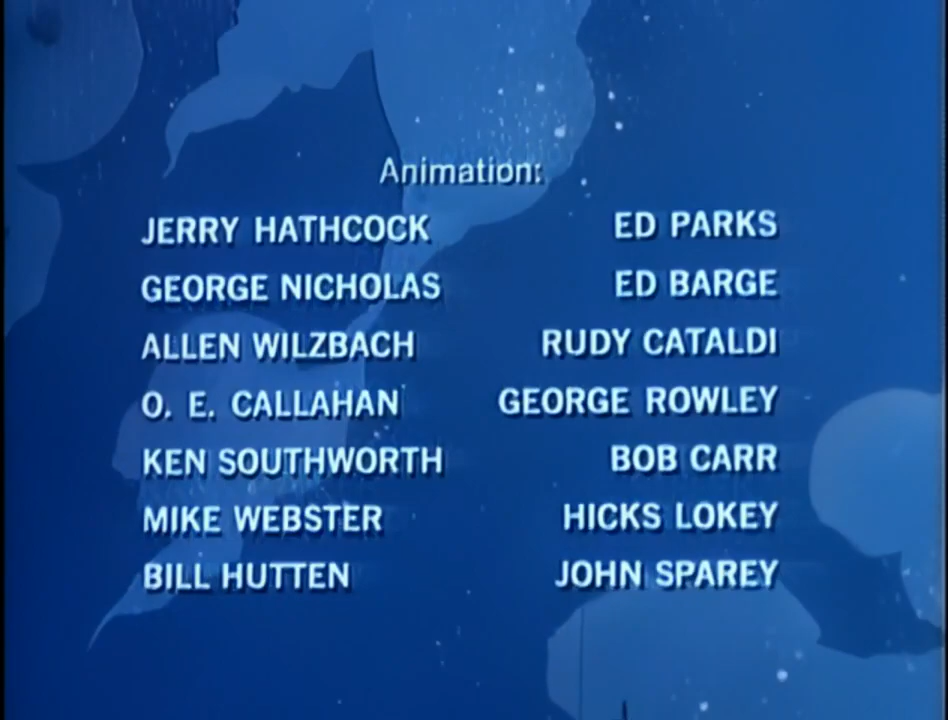 Animation:
JERRY HATHCOCK ED PARKS
GEORGE NICHOLAS ED BARGE
ALLEN WILZBACH RUDY CATALDI
O. E. CALLAHAN GEORGE ROWLEY
KEN SOUTHWORTH BOB CARR
MIKE WEBSTER HICKS LOKEY
BILL HUTTEN JOHN SPAREY